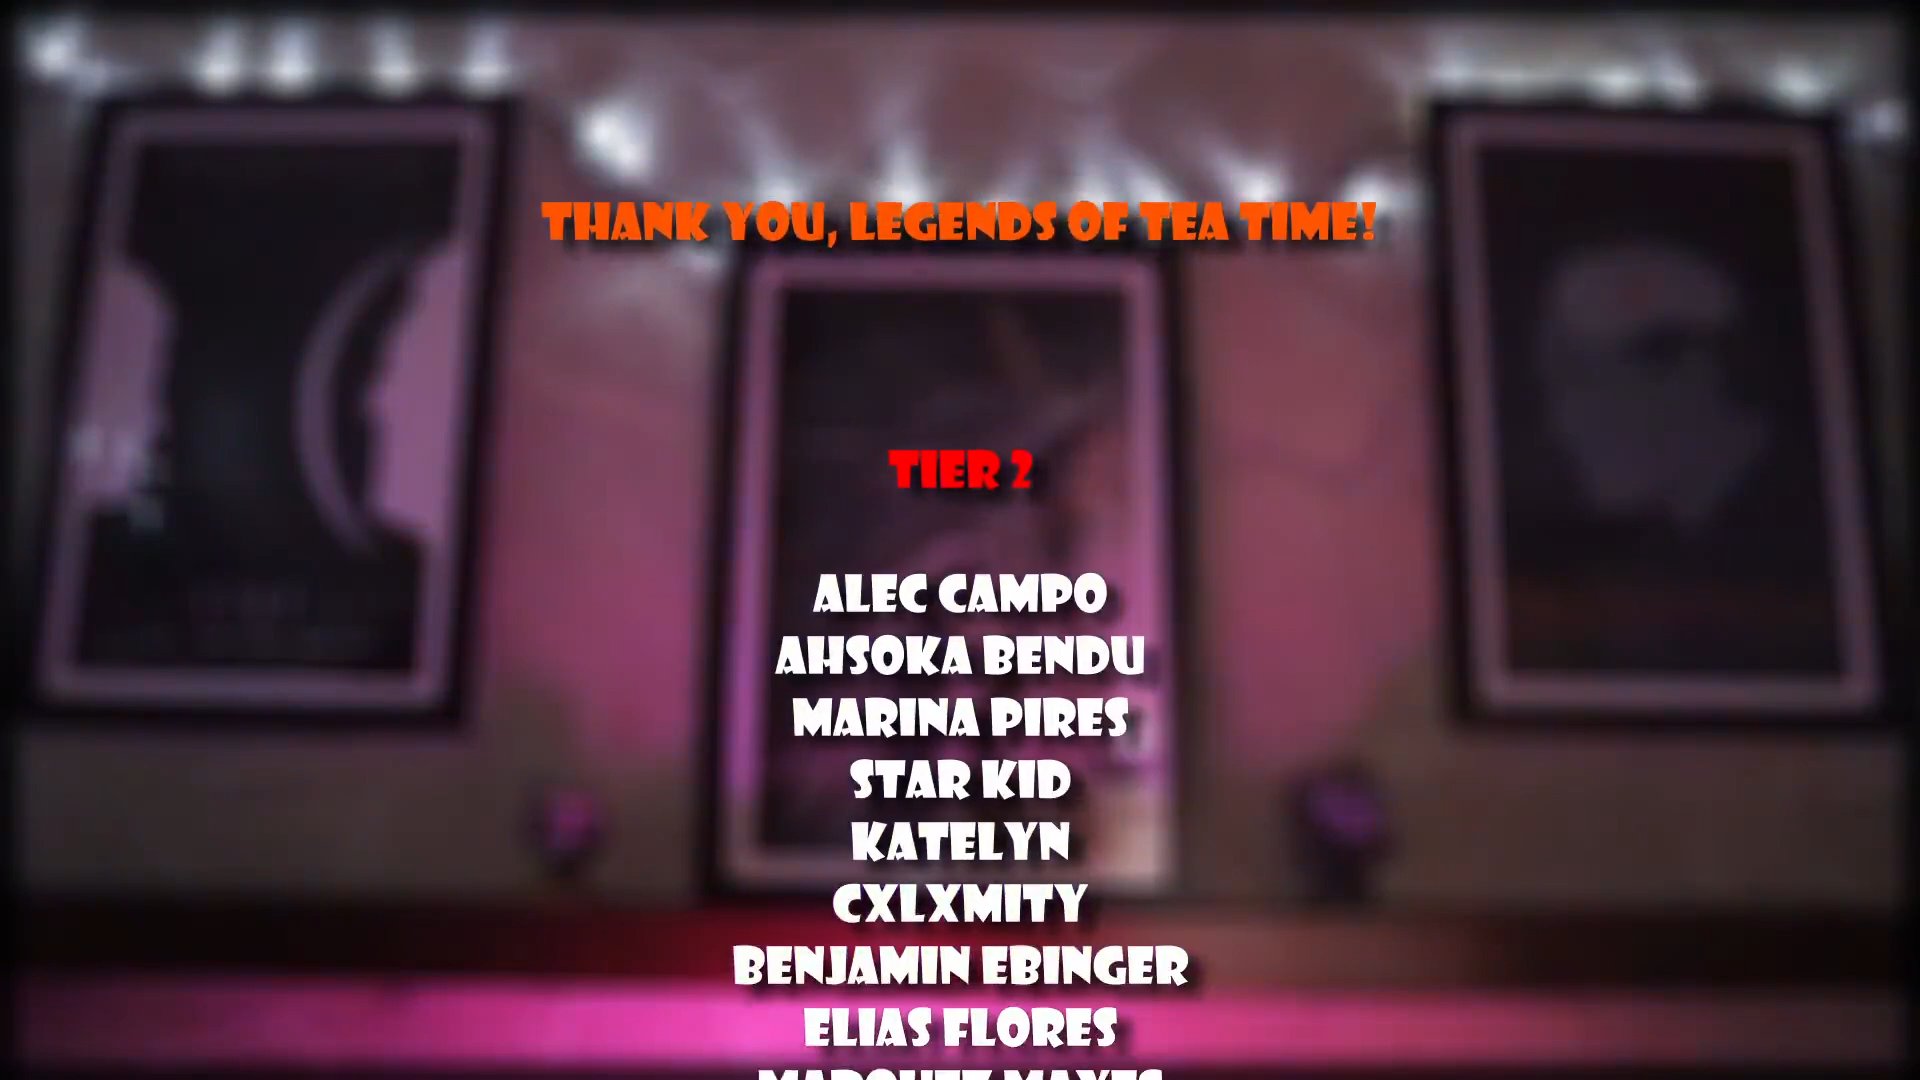 THANK YOU, LEGENDS OF TEA TIME!
TIER 2
ALEC CAMPO
AHSOKA BENDU
MARINA PIRES
STAR KID
KATELYN
CXLXMITY
BENJAMIN EBINGER
ELIAS FLORES